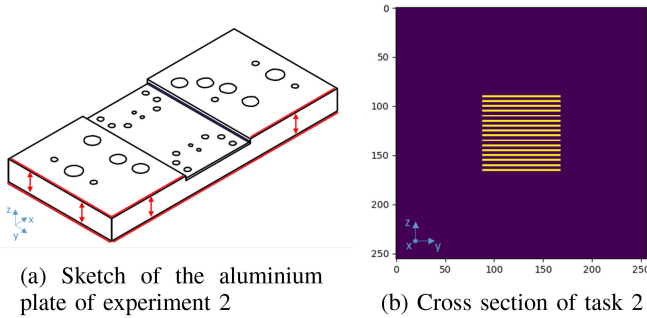 z
x
y
(a) Sketch of the aluminium
plate of experiment 2
0
50
100
150
200
250
z
x
y
0
50
100
150
200
250
(b) Cross section of task 2